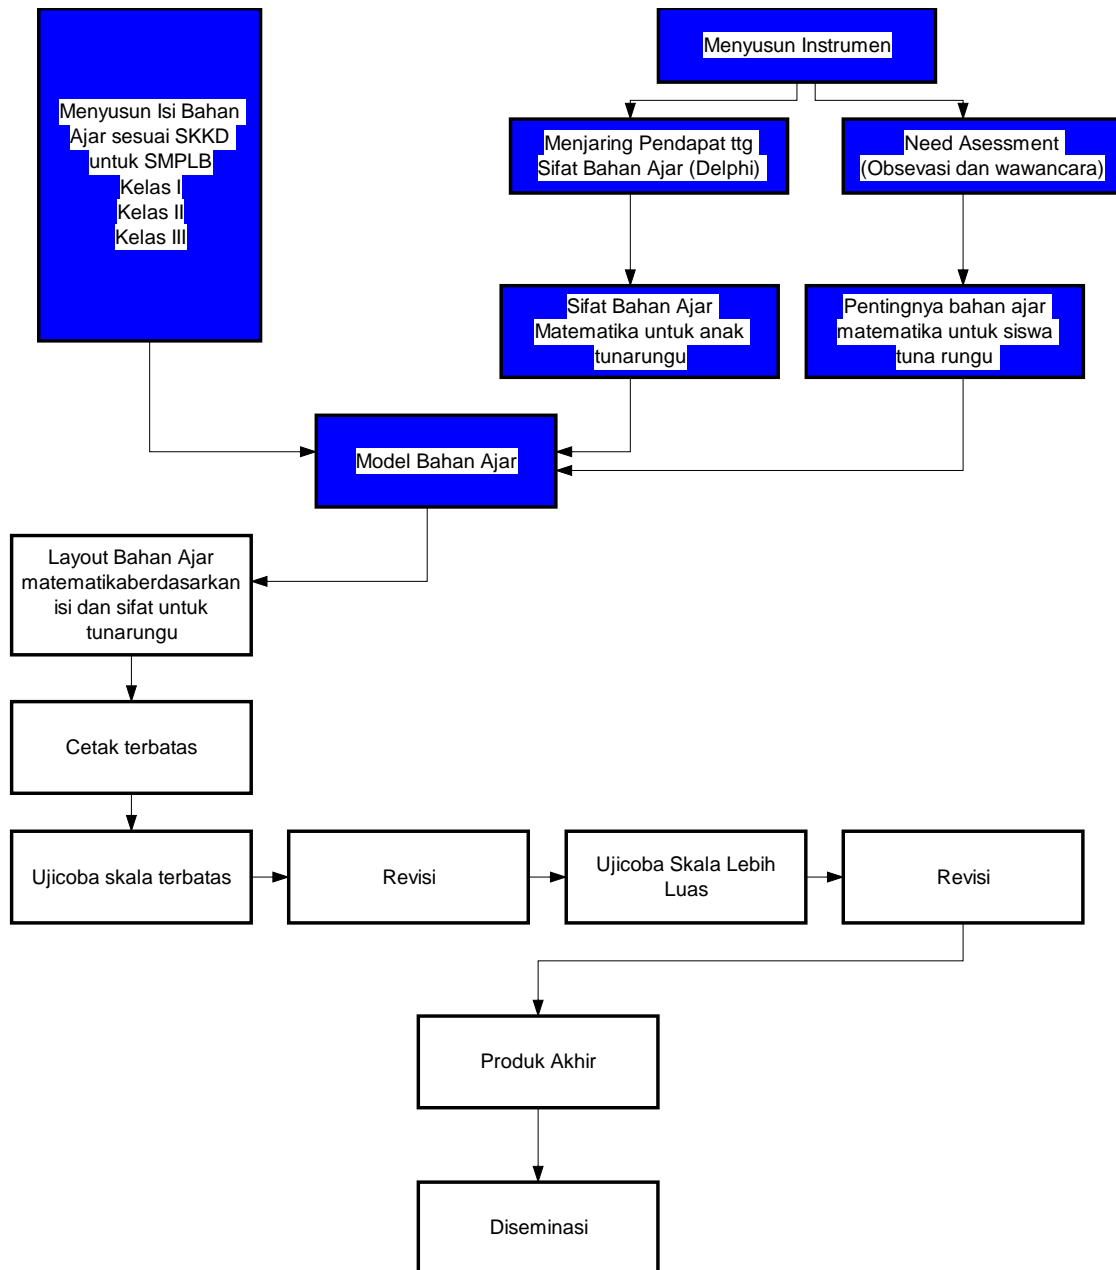 Menyusun Isi Bahan
Ajar sesuai SKKD
untuk SMPLB
Kelas I
Kelas II
Kelas III
Menyusun Instrumen
Menjaring Pendapat ttg
Sifat Bahan Ajar (Delphi)
Need Asessment
(Obsevasi dan wawancara)
Sifat Bahan Ajar
Matematika untuk anak
tunarungu
Pentingnya bahan ajar
matematika untuk siswa
tuna rungu
Model Bahan Ajar
Layout Bahan Ajar
matematikaberdasarkan
isi dan sifat untuk
tunarungu
Cetak terbatas
Ujicoba skala terbatas
Revisi
Ujicoba Skala Lebih
Luas
Revisi
Produk Akhir
Diseminasi